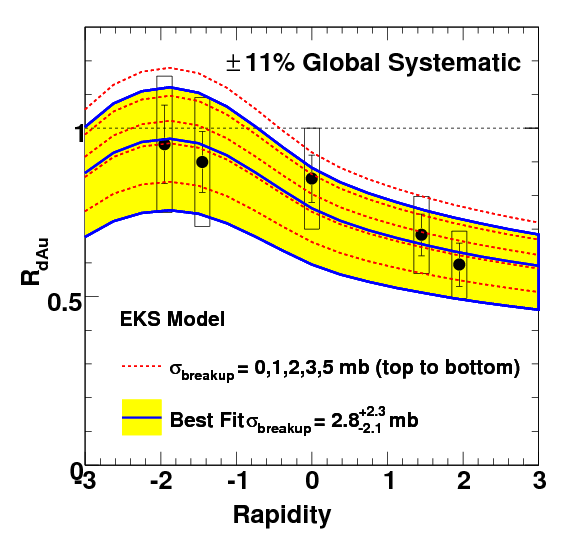 ±11% Global Systematic
1
0.5
0
R_dAu
EKS Model
σ_breakup = 0,1,2,3,5 mb (top to bottom)
Best Fit σ_breakup = 2.8 +2.3 -2.1 mb
-3 -2 -1 0 1 2 3
Rapidity